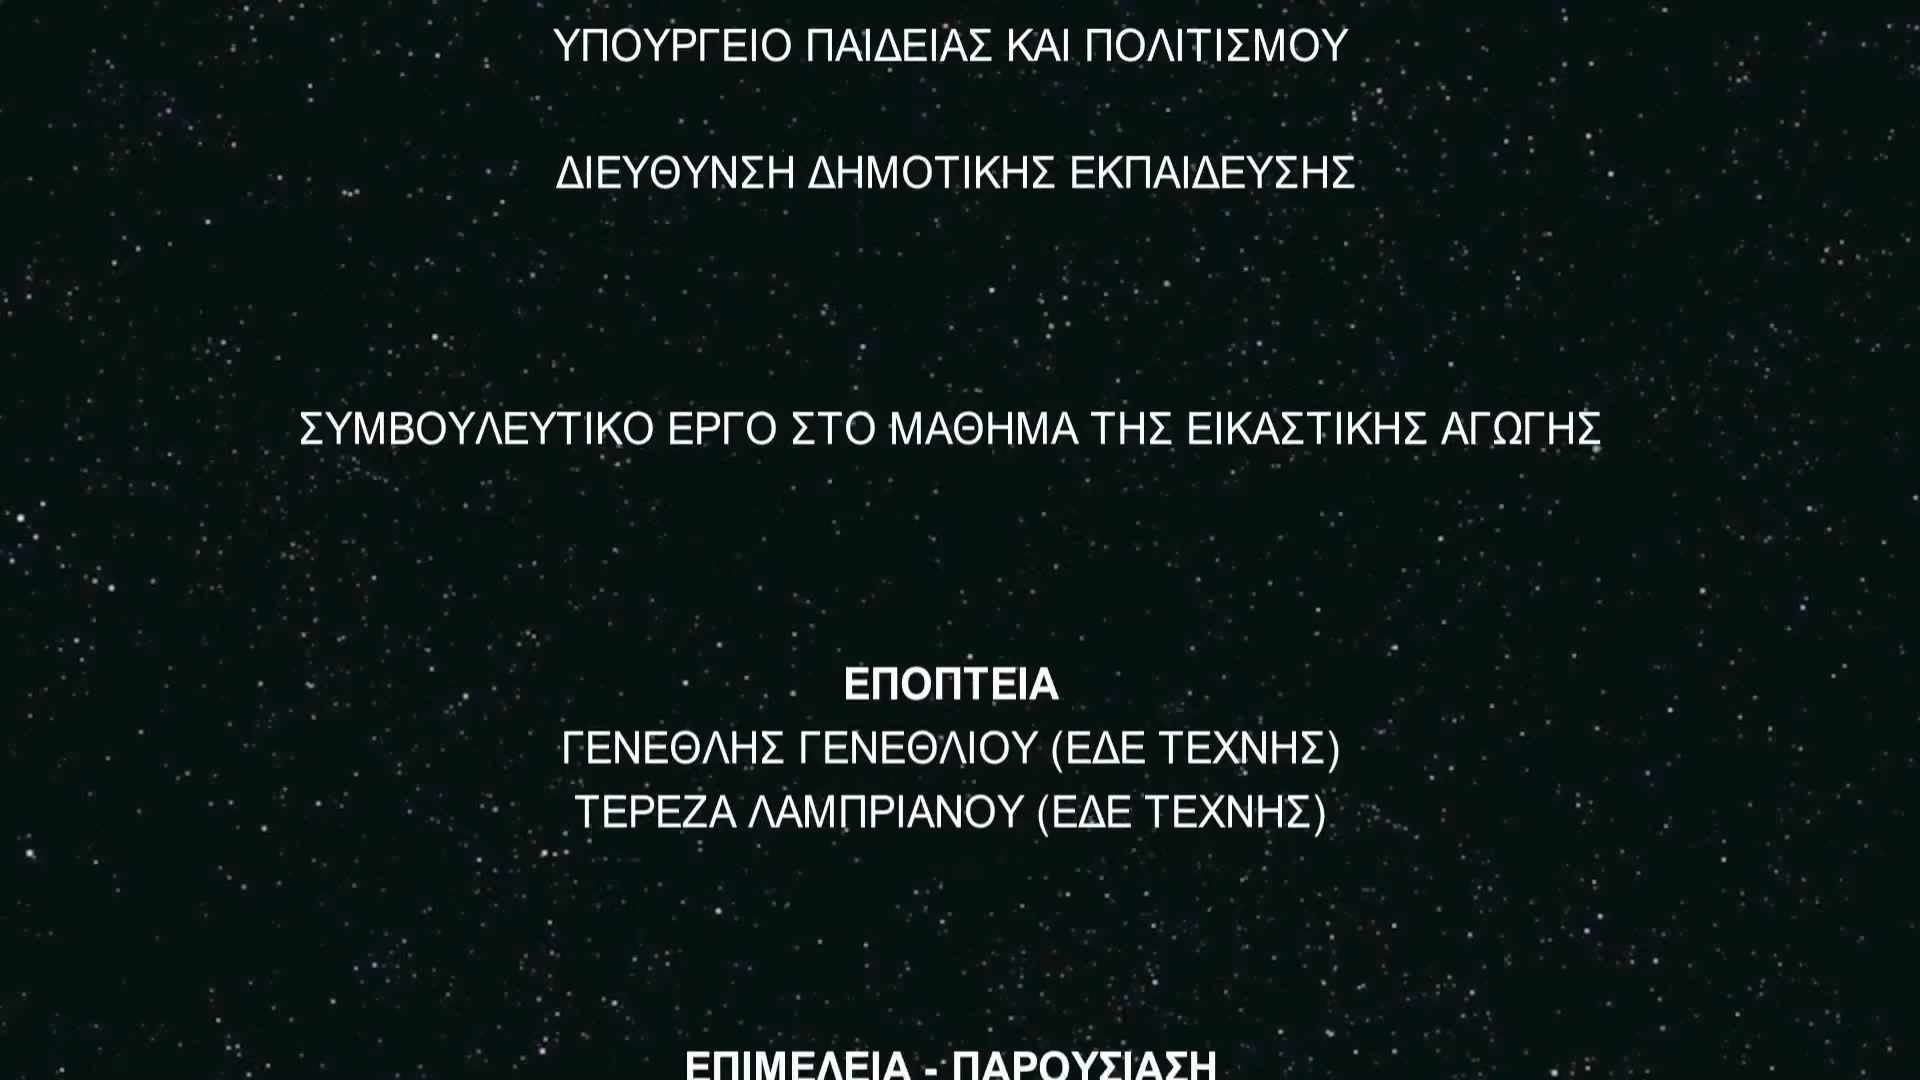 ΥΠΟΥΡΓΕΙΟ ΠΑΙΔΕΙΑΣ ΚΑΙ ΠΟΛΙΤΙΣΜΟΥ
ΔΙΕΥΘΥΝΣΗ ΔΗΜΟΤΙΚΗΣ ΕΚΠΑΙΔΕΥΣΗΣ
ΣΥΜΒΟΥΛΕΥΤΙΚΟ ΕΡΓΟ ΣΤΟ ΜΑΘΗΜΑ ΤΗΣ ΕΙΚΑΣΤΙΚΗΣ ΑΓΩΓΗΣ
ΕΠΟΠΤΕΙΑ
ΓΕΝΕΘΛΗΣ ΓΕΝΕΘΛΙΟΥ (ΕΔΕ ΤΕΧΝΗΣ)
ΤΕΡΕΖΑ ΛΑΜΠΡΙΑΝΟΥ (ΕΔΕ ΤΕΧΝΗΣ)
ΕΠΙΜΕΛΕΙΑ - ΠΑΡΟΥΣΙΑΣΗ